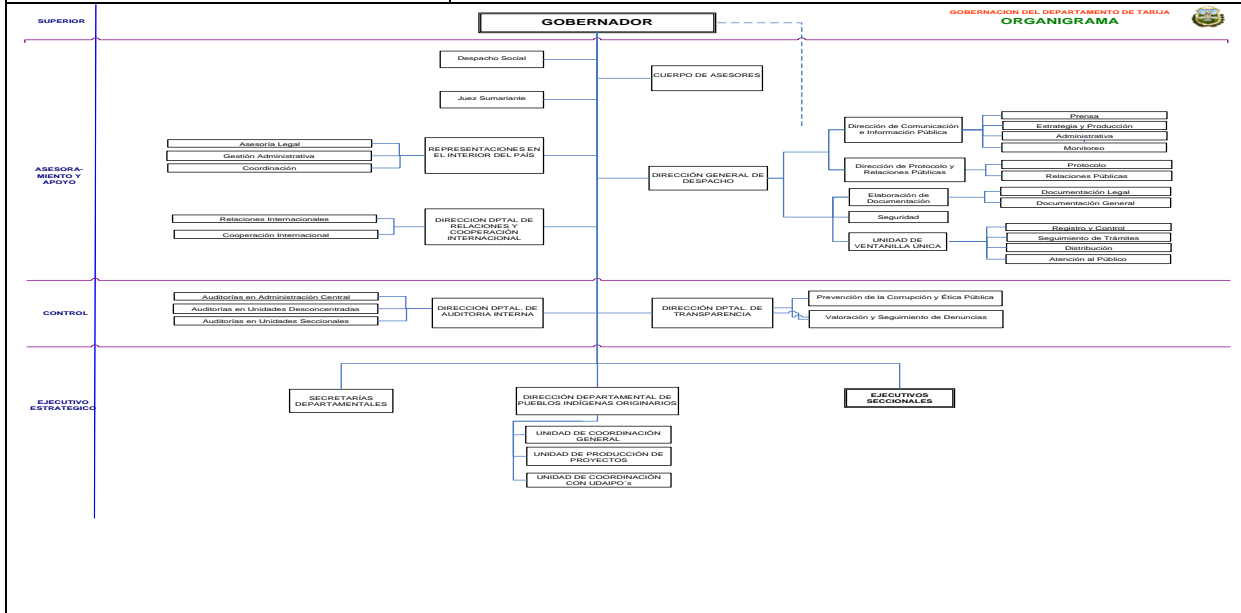 SUPERIOR
GOBERNADOR
GOBERNACION DEL DEPARTAMENTO DE TARIJA
ORGANIGRAMA
Despacho Social
CUERPO DE ASESORES
Juez Sumariante
ASESORA-
MIENTO Y
APOYO
Asesoría Legal
Gestión Administrativa
Coordinación
REPRESENTACIONES EN
EL INTERIOR DEL PAÍS
DIRECCIÓN GENERAL DE
DESPACHO
Dirección de Comunicación
e Información Pública
Prensa
Estrategia y Producción
Administrativa
Monitoreo
Dirección de Protocolo y
Relaciones Públicas
Protocolo
Relaciones Públicas
Elaboración de
Documentación
Documentación Legal
Documentación General
Seguridad
UNIDAD DE
VENTANILLA ÚNICA
Registro y Control
Seguimiento de Trámites
Distribución
Atención al Público
Relaciones Internacionales
Cooperación Internacional
DIRECCION DPTAL DE
RELACIONES Y
COOPERACIÓN
INTERNACIONAL
CONTROL
Auditorías en Administración Central
Auditorías en Unidades Desconcentradas
Auditorías en Unidades Seccionales
DIRECCION DPTAL. DE
AUDITORIA INTERNA
DIRECCIÓN DPTAL DE
TRANSPARENCIA
Prevención de la Corrupción y Ética Pública
Valoración y Seguimiento de Denuncias
EJECUTIVO
ESTRATEGICO
SECRETARÍAS
DEPARTAMENTALES
DIRECCIÓN DEPARTAMENTAL DE
PUEBLOS INDÍGENAS ORIGINARIOS
EJECUTIVOS
SECCIONALES
UNIDAD DE COORDINACIÓN
GENERAL
UNIDAD DE PRODUCCIÓN DE
PROYECTOS
UNIDAD DE COORDINACIÓN
CON UDAIPO´s